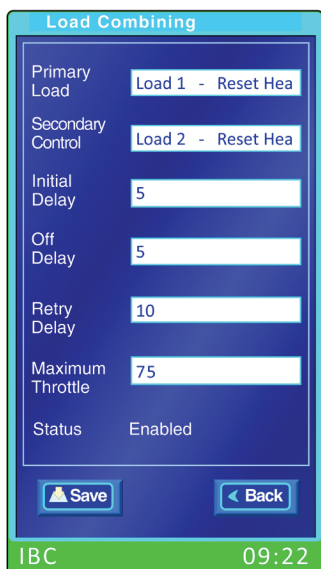 Load Combining
Primary
Load
Load 1 - Reset Hea
Secondary
Control
Load 2 - Reset Hea
Initial
Delay
5
Off
Delay
5
Retry
Delay
10
Maximum
Throttle
75
Status Enabled
Save
Back
IBC 09:22